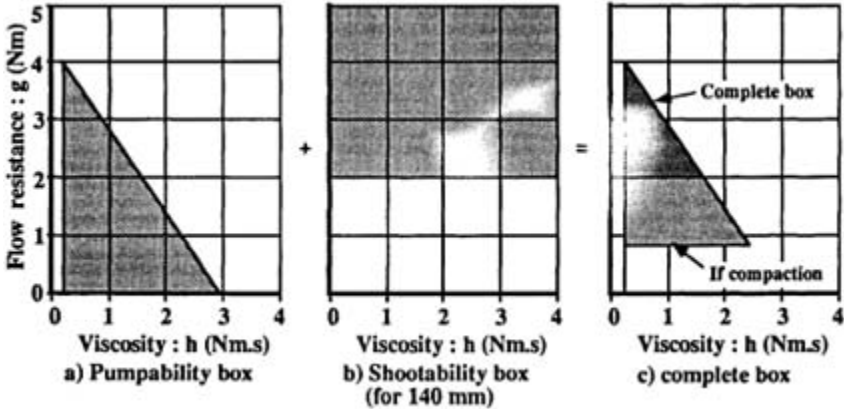 Flow resistance : g (Nm)
5
4
3
2
1
0
0 1 2 3 4
Viscosity : h (Nm.s)
a) Pumpability box
+
0 1 2 3 4
Viscosity : h (Nm.s)
b) Shootability box
(for 140 mm)
=
Complete box
If compaction
0 1 2 3 4
Viscosity : h (Nm.s)
c) complete box